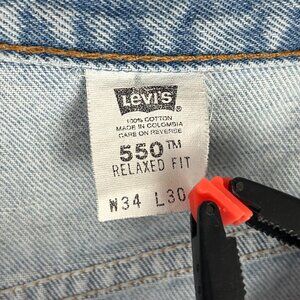 Levi's
100% COTTON
MADE IN COLOMBIA
CARE ON REVERSE
550™
RELAXED FIT
W34 L30